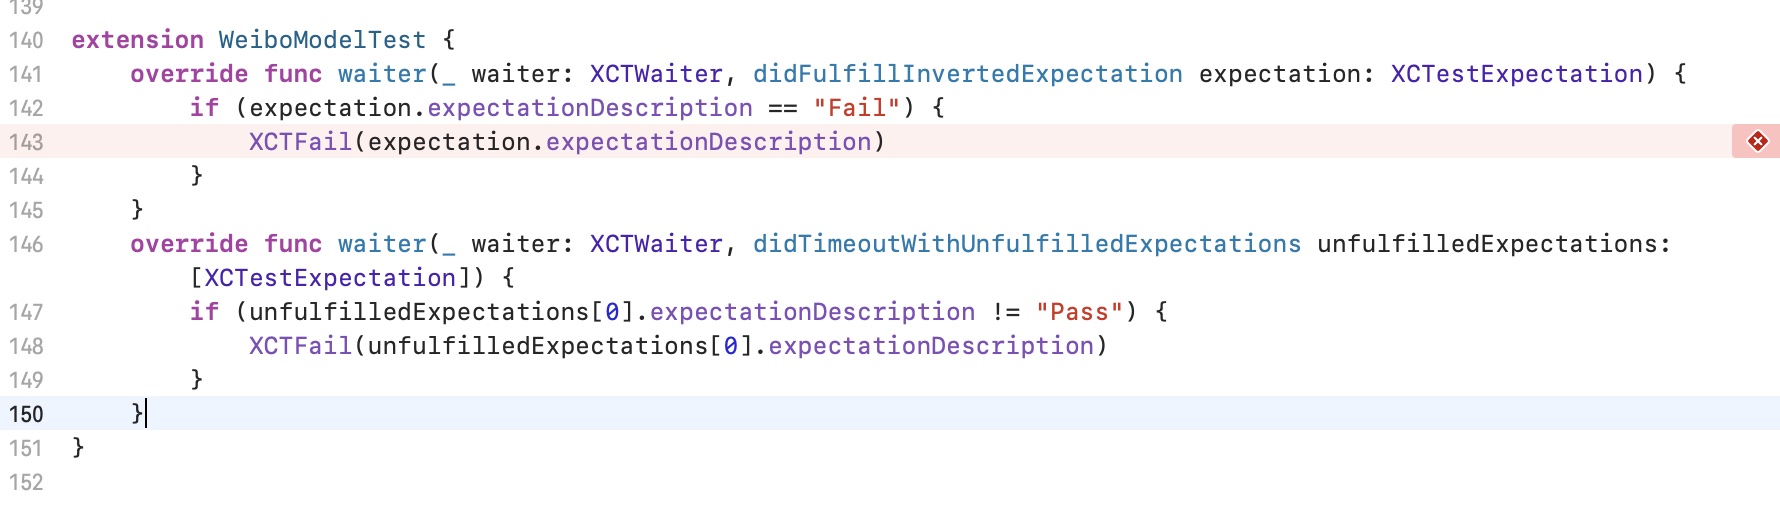 139
140 extension WeiboModelTest {
141 override func waiter(_ waiter: XCTWaiter, didFulfillInvertedExpectation expectation: XCTestExpectation) {
142 if (expectation.expectationDescription == "Fail") {
143 XCTFail(expectation.expectationDescription)
144 }
145 }
146 override func waiter(_ waiter: XCTWaiter, didTimeoutWithUnfulfilledExpectations unfulfilledExpectations:
[XCTestExpectation]) {
147 if (unfulfilledExpectations[0].expectationDescription != "Pass") {
148 XCTFail(unfulfilledExpectations[0].expectationDescription)
149 }
150 }
151 }
152